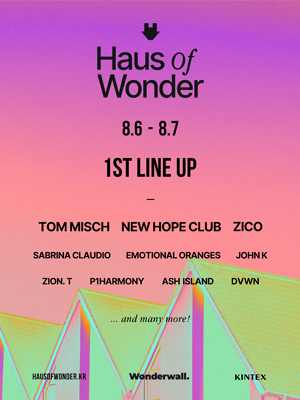 Haus of
Wonder
8.6 - 8.7
1ST LINE UP
TOM MISCH NEW HOPE CLUB ZICO
SABRINA CLAUDIO EMOTIONAL ORANGES JOHN K
ZION. T P1HARMONY ASH ISLAND DVWN
... and many more!
HAUSOFWONDER.KR Wonderwall. KINTEX